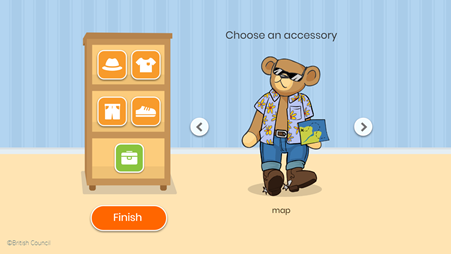 Choose an accessory
map
Finish
©British Council